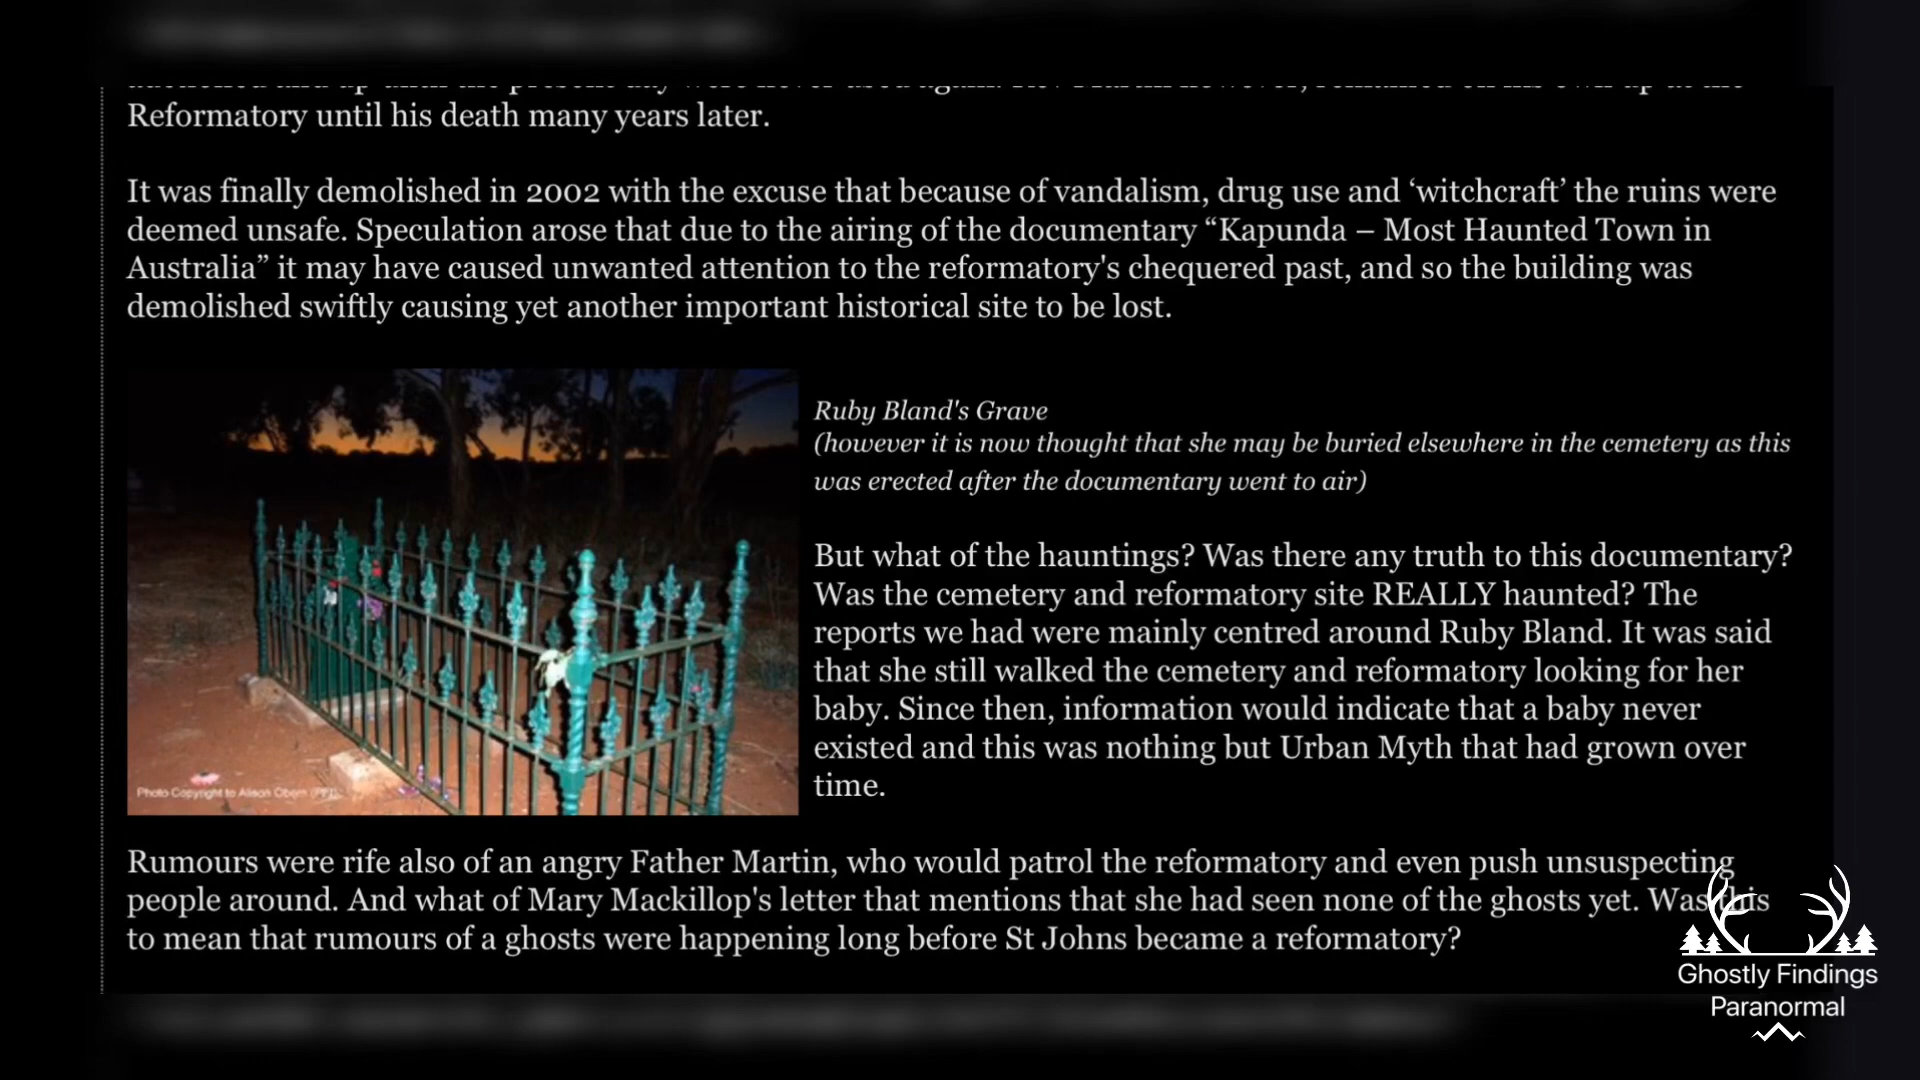 Reformatory until his death many years later.
It was finally demolished in 2002 with the excuse that because of vandalism, drug use and ‘witchcraft’ the ruins were
deemed unsafe. Speculation arose that due to the airing of the documentary “Kapunda – Most Haunted Town in
Australia” it may have caused unwanted attention to the reformatory's chequered past, and so the building was
demolished swiftly causing yet another important historical site to be lost.
Ruby Bland's Grave
(however it is now thought that she may be buried elsewhere in the cemetery as this
was erected after the documentary went to air)
But what of the hauntings? Was there any truth to this documentary?
Was the cemetery and reformatory site REALLY haunted? The
reports we had were mainly centred around Ruby Bland. It was said
that she still walked the cemetery and reformatory looking for her
baby. Since then, information would indicate that a baby never
existed and this was nothing but Urban Myth that had grown over
time.
Photo Copyright to Alison
Rumours were rife also of an angry Father Martin, who would patrol the reformatory and even push unsuspecting
people around. And what of Mary Mackillop's letter that mentions that she had seen none of the ghosts yet. Was this
to mean that rumours of a ghosts were happening long before St Johns became a reformatory?
Ghostly Findings
Paranormal